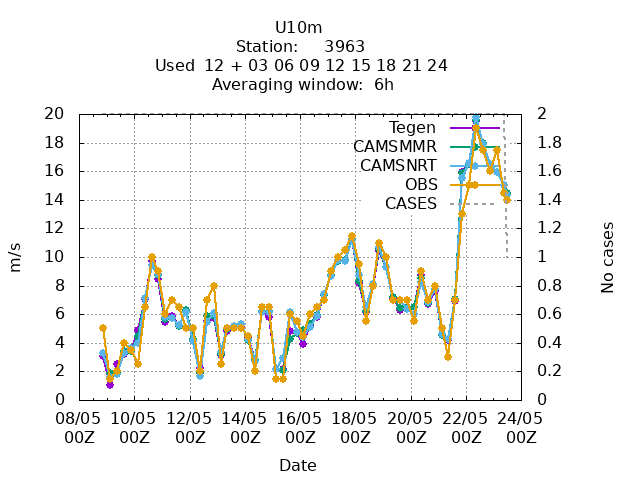 U10m
Station: 3963
Used 12 + 03 06 09 12 15 18 21 24
Averaging window: 6h
20
18
16
14
12
10
8
6
4
2
0
m/s
2
1.8
1.6
1.4
1.2
1
0.8
0.6
0.4
0.2
0
No cases
Tegen
CAMSMMR
CAMSNRT
OBS
CASES
08/05 10/05 12/05 14/05 16/05 18/05 20/05 22/05 24/05
00Z 00Z 00Z 00Z 00Z 00Z 00Z 00Z 00Z
Date